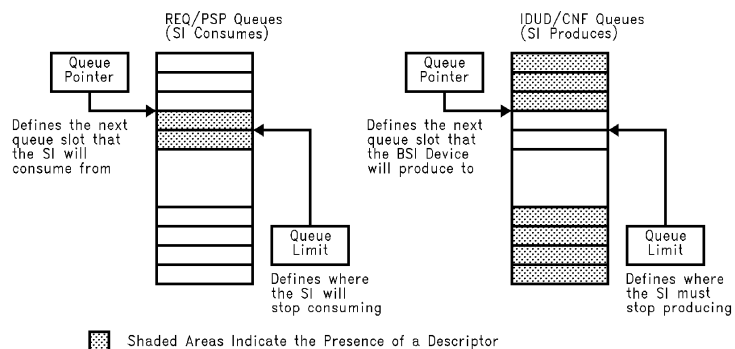 REQ/PSP Queues
(SI Consumes)
Queue
Pointer
Defines the next
queue slot that
the SI will
consume from
Queue
Limit
Defines where
the SI will
stop consuming
IDUD/CNF Queues
(SI Produces)
Queue
Pointer
Defines the next
queue slot that
the BSI Device
will produce to
Queue
Limit
Defines where
the SI must
stop producing
Shaded Areas Indicate the Presence of a Descriptor